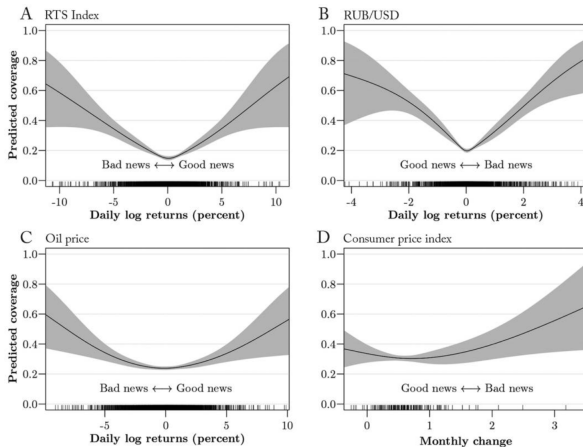 A RTS Index
Predicted coverage
1.0
0.8
0.6
0.4
0.2
0.0
Bad news ⟷ Good news
-10 -5 0 5 10
Daily log returns (percent)
B RUB/USD
1.0
0.8
0.6
0.4
0.2
0.0
Good news ⟷ Bad news
-4 -2 0 2 4
Daily log returns (percent)
C Oil price
Predicted coverage
1.0
0.8
0.6
0.4
0.2
0.0
Bad news ⟷ Good news
-5 0 5 10
Daily log returns (percent)
D Consumer price index
1.0
0.8
0.6
0.4
0.2
0.0
Good news ⟷ Bad news
0 1 2 3
Monthly change